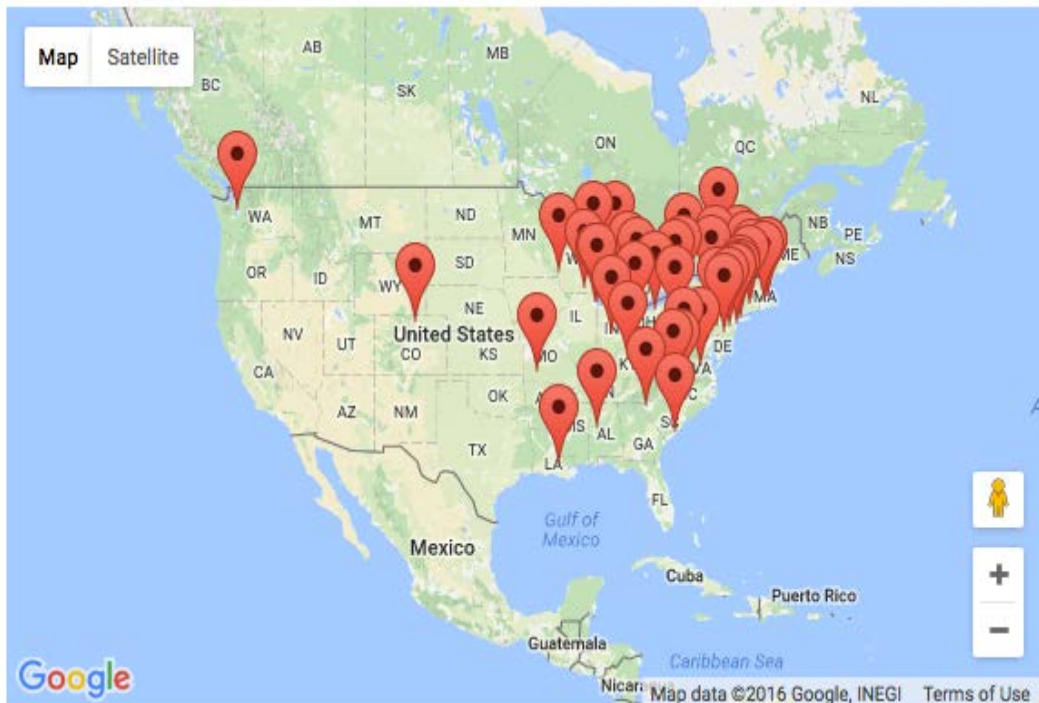 Map Satellite
AB
MB
BC
SK
NL
ON
QC
WA
MT
ND
MN
NB
PE
ME
NS
OR
ID
SD
WY
MA
NE
IL
IN
United States
NV
UT
CO
KS
MO
DE
CA
KY
VA
OK
AZ
NM
TX
AL
SC
GA
LA
FL
Gulf of
Mexico
Mexico
Cuba
Puerto Rico
Guatemala
Caribbean Sea
Google
Map data ©2016 Google, INEGI Terms of Use